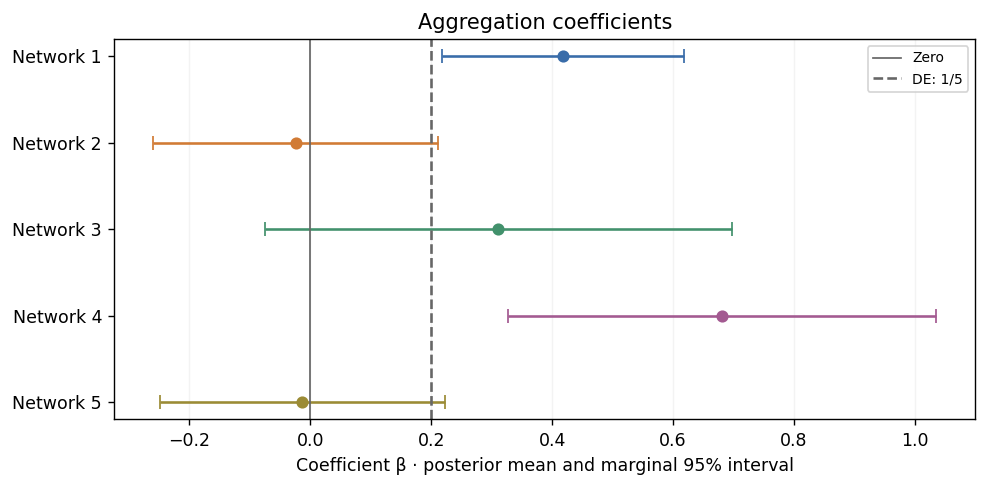 Aggregation coefficients
Network 1
Network 2
Network 3
Network 4
Network 5
Zero
DE: 1/5
−0.2 0.0 0.2 0.4 0.6 0.8 1.0
Coefficient β · posterior mean and marginal 95% interval